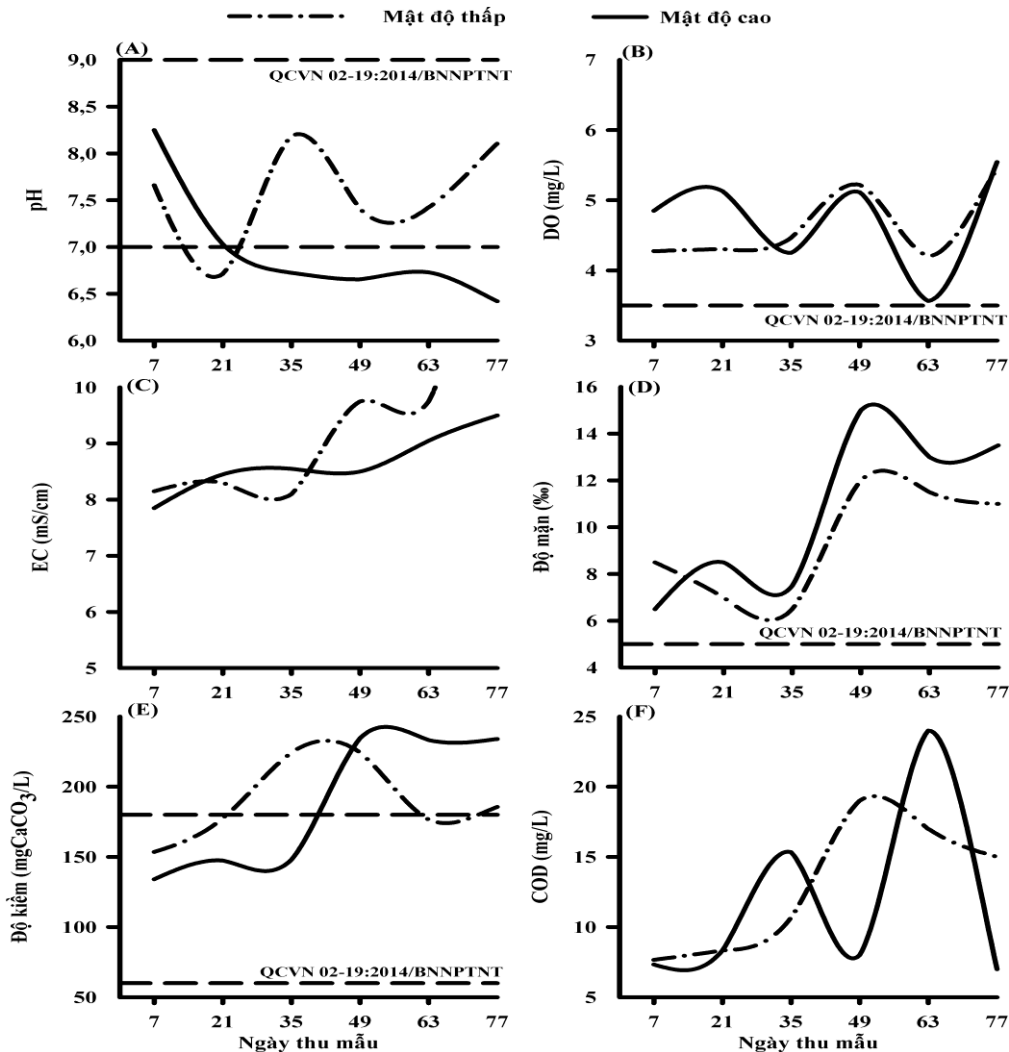 Mật độ thấp
Mật độ cao
(A)
9,0
8,5
8,0
7,5
7,0
6,5
6,0
pH
QCVN 02-19:2014/BNNPTNT
7 21 35 49 63 77
(B)
7
6
5
4
3
DO (mg/L)
QCVN 02-19:2014/BNNPTNT
7 21 35 49 63 77
(C)
10
9
8
7
6
5
EC (mS/cm)
7 21 35 49 63 77
(D)
16
14
12
10
8
6
4
Độ mặn (‰)
QCVN 02-19:2014/BNNPTNT
7 21 35 49 63 77
(E)
250
200
150
100
50
Độ kiềm (mgCaCO3/L)
QCVN 02-19:2014/BNNPTNT
7 21 35 49 63 77
Ngày thu mẫu
(F)
25
20
15
10
5
COD (mg/L)
7 21 35 49 63 77
Ngày thu mẫu